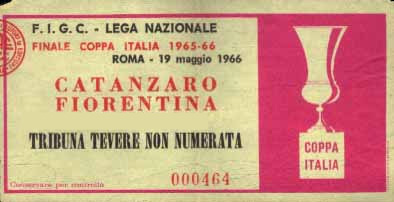 F. I. G. C. - LEGA NAZIONALE
FINALE COPPA ITALIA 1965-66
ROMA - 19 maggio 1966
CATANZARO
FIORENTINA
TRIBUNA TEVERE NON NUMERATA
Conservare per controllo
000464
COPPA
ITALIA